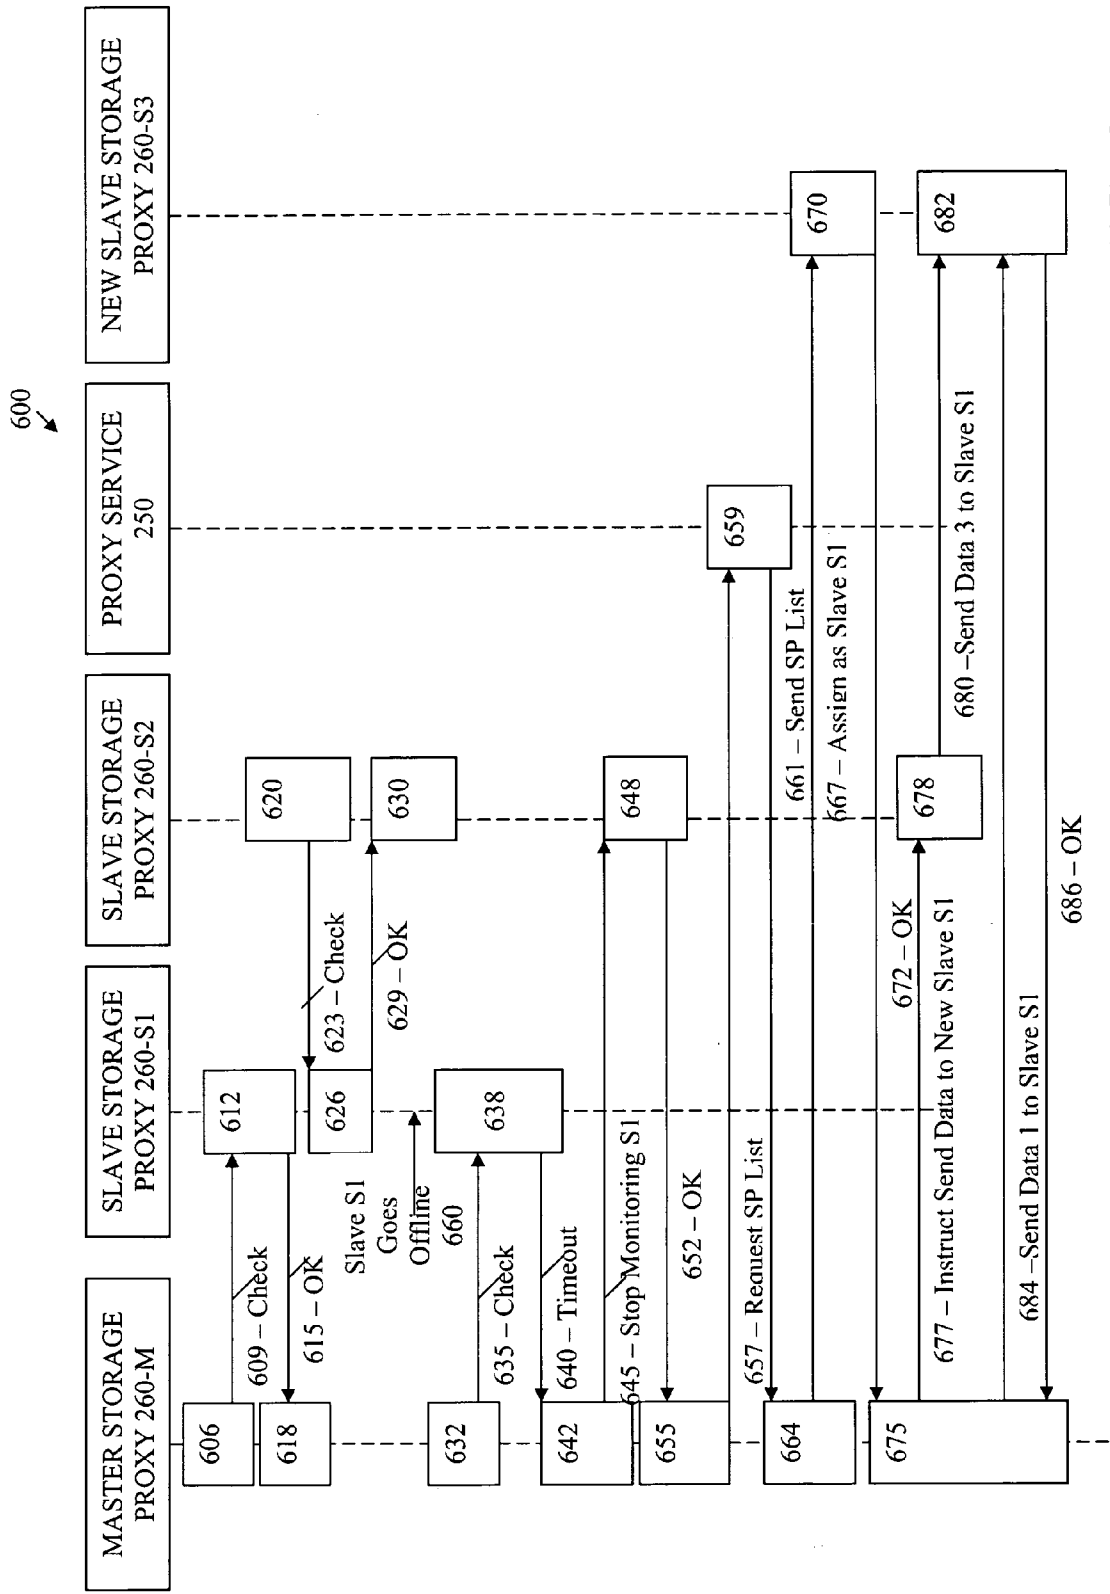 600
MASTER STORAGE
PROXY 260-M
SLAVE STORAGE
PROXY 260-S1
SLAVE STORAGE
PROXY 260-S2
PROXY SERVICE
250
NEW SLAVE STORAGE
PROXY 260-S3
606
609 – Check
612
615 – OK
618
620
623 – Check
626
629 – OK
630
Slave S1
Goes
Offline
660
632
635 – Check
638
640 – Timeout
642
645 – Stop Monitoring S1
648
652 – OK
655
657 – Request SP List
659
661 – Send SP List
664
667 – Assign as Slave S1
670
672 – OK
675
677 – Instruct Send Data to New Slave S1
678
680 –Send Data 3 to Slave S1
682
684 –Send Data 1 to Slave S1
686 – OK